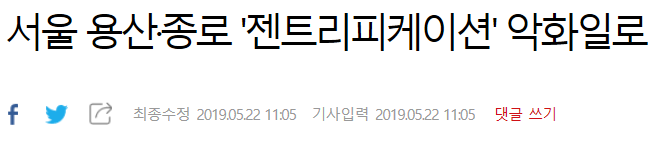 서울 용산·종로 '젠트리피케이션' 악화일로
최종수정 2019.05.22 11:05 기사입력 2019.05.22 11:05 댓글 쓰기